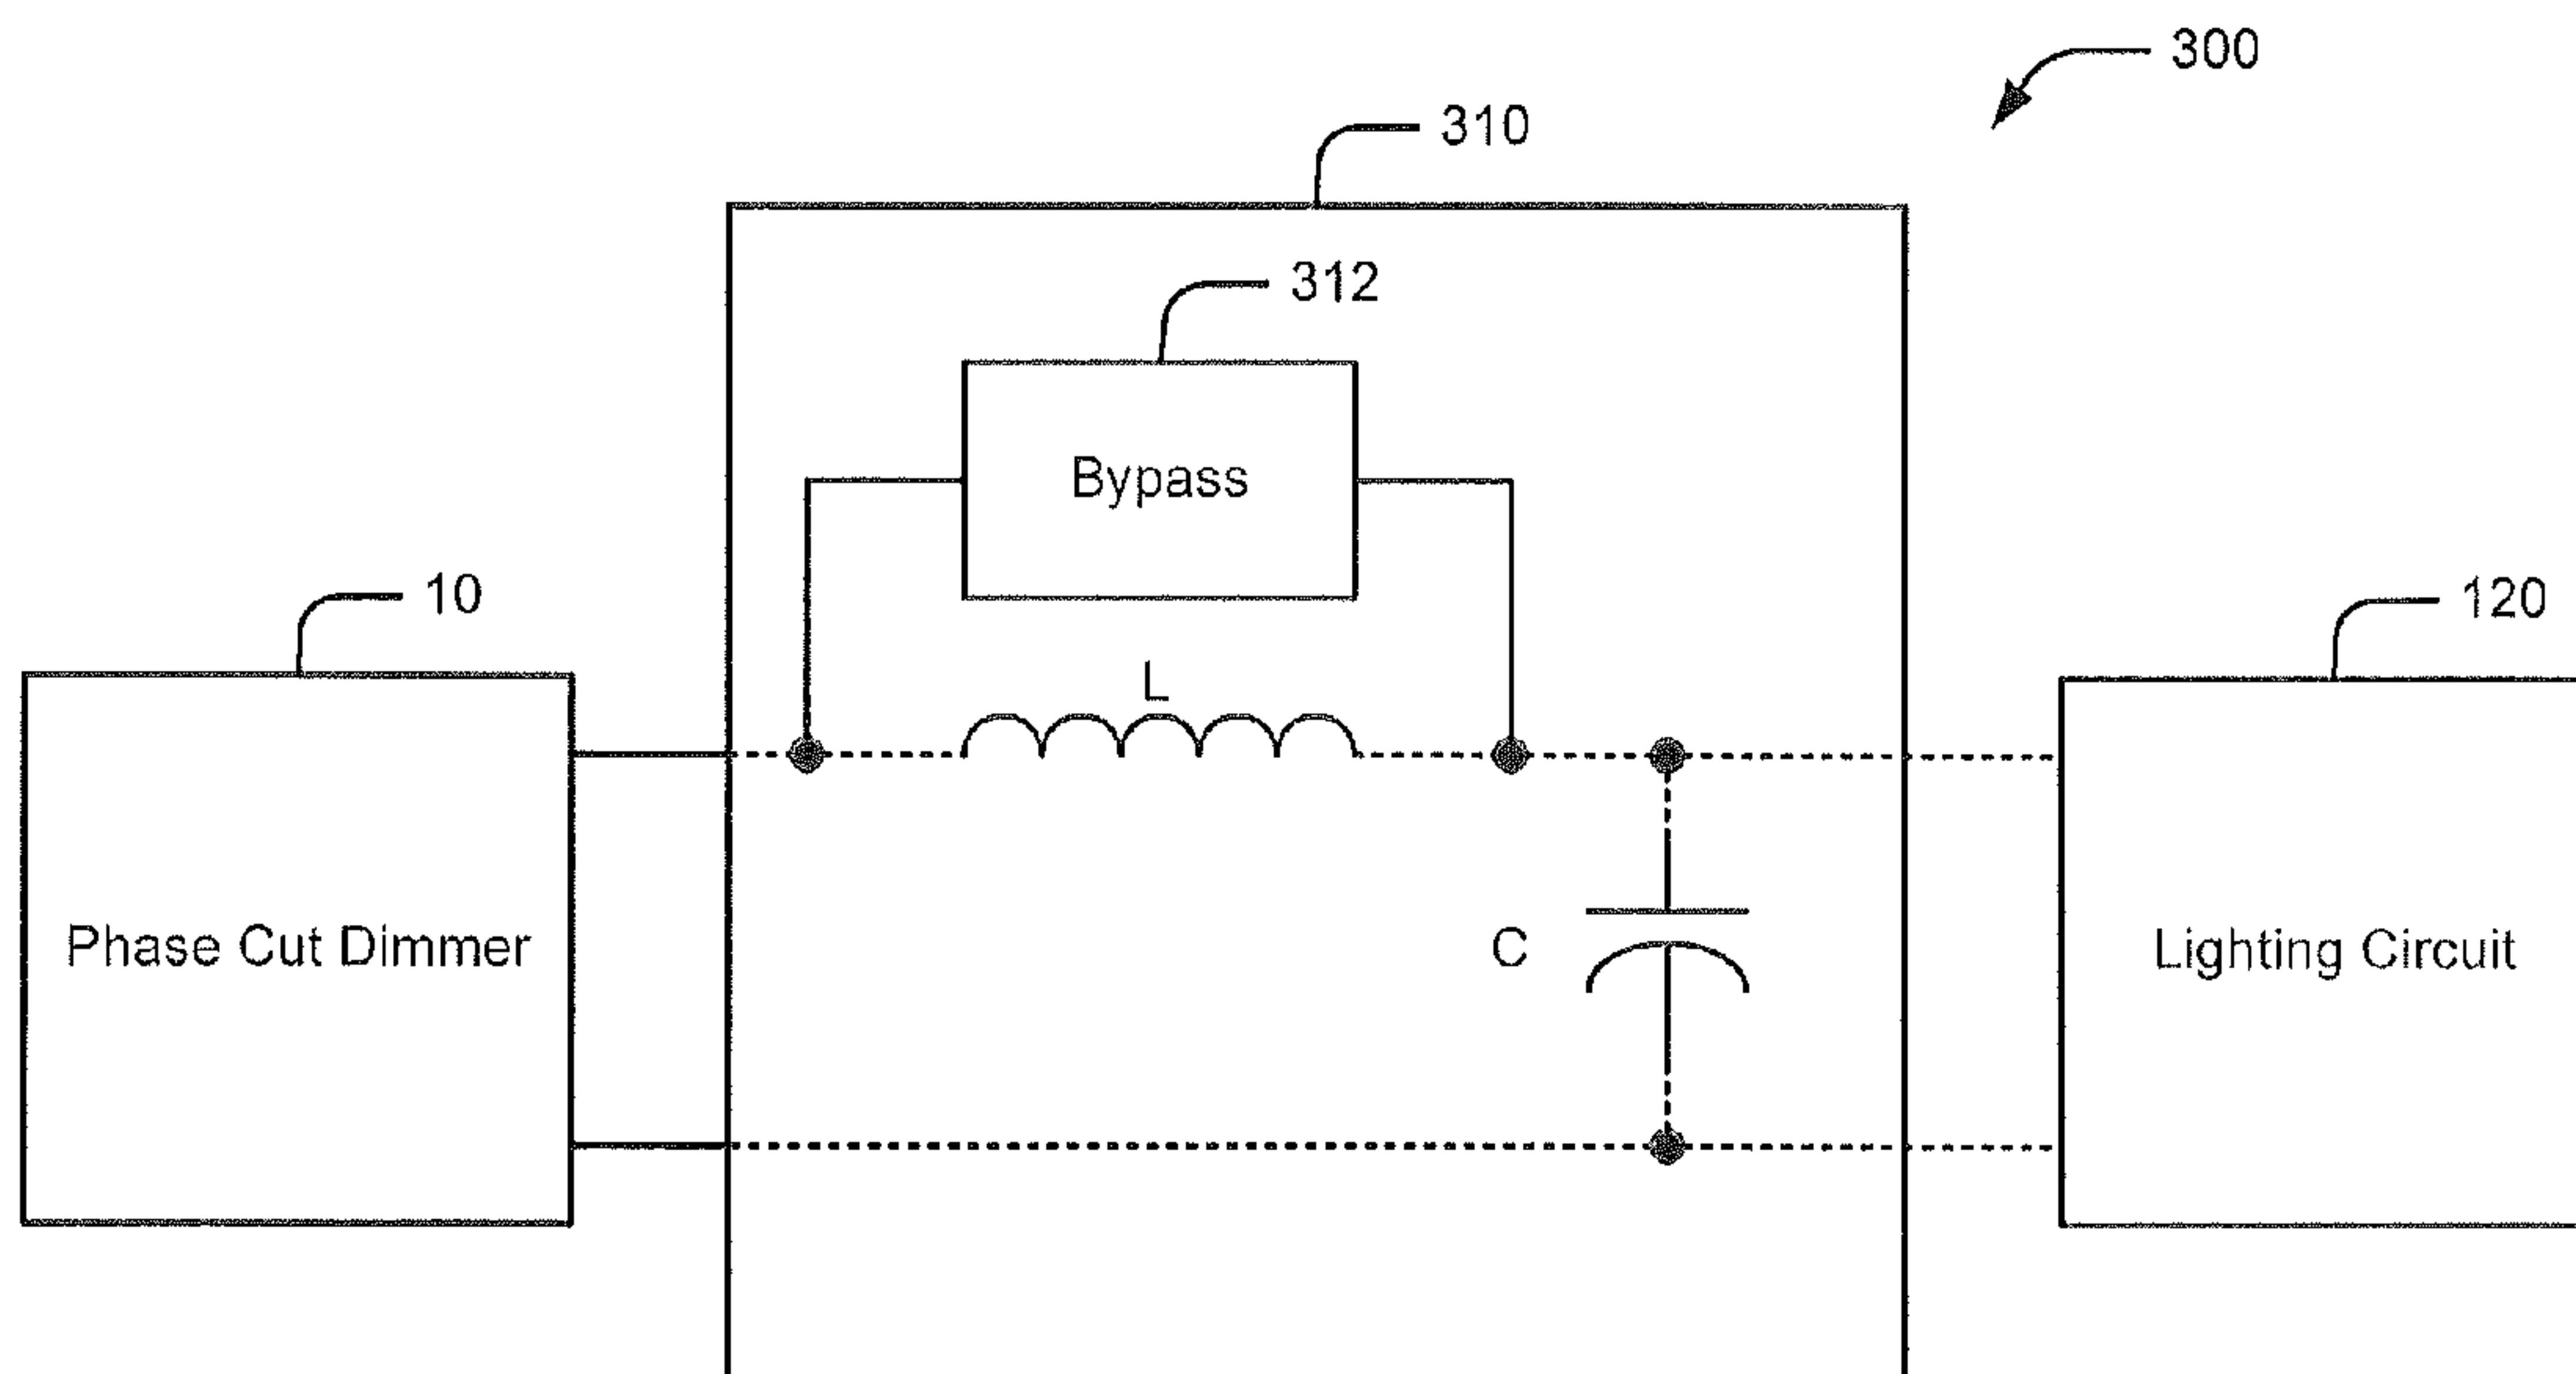 300
310
312
Bypass
10
120
L
Phase Cut Dimmer
C
Lighting Circuit